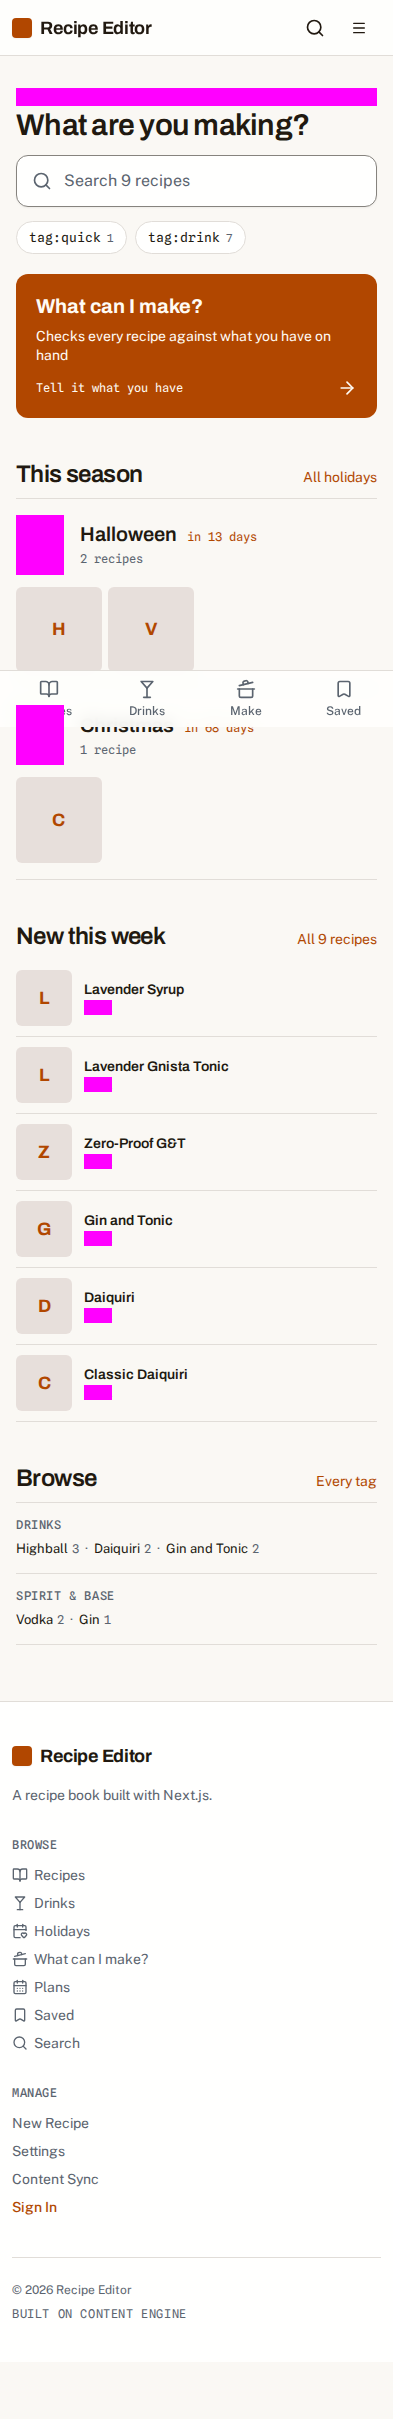 Recipe Editor
What are you making?
Search 9 recipes
tag:quick 1 tag:drink 7
What can I make?
Checks every recipe against what you have on
hand
Tell it what you have
This season All holidays
Halloween in 13 days
2 recipes
H V
Drinks Make Saved
Christmas in 68 days
1 recipe
C
New this week All 9 recipes
L Lavender Syrup
L Lavender Gnista Tonic
Z Zero-Proof G&T
G Gin and Tonic
D Daiquiri
C Classic Daiquiri
Browse Every tag
DRINKS
Highball 3 · Daiquiri 2 · Gin and Tonic 2
SPIRIT & BASE
Vodka 2 · Gin 1
Recipe Editor
A recipe book built with Next.js.
BROWSE
Recipes
Drinks
Holidays
What can I make?
Plans
Saved
Search
MANAGE
New Recipe
Settings
Content Sync
Sign In
© 2026 Recipe Editor
BUILT ON CONTENT ENGINE